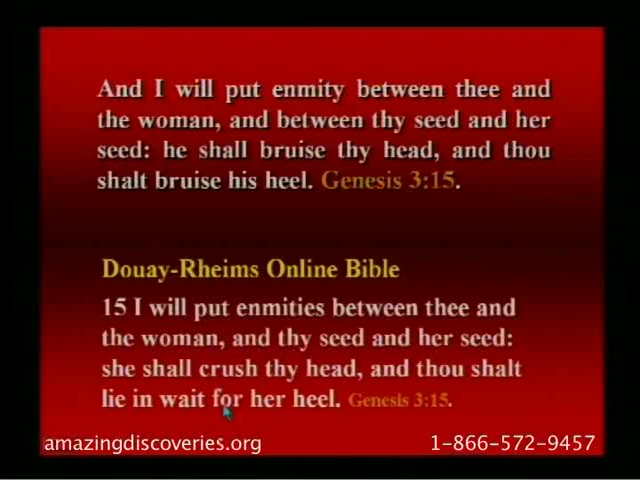 And I will put enmity between thee and
the woman, and between thy seed and her
seed: he shall bruise thy head, and thou
shalt bruise his heel. Genesis 3:15.
Douay-Rheims Online Bible
15 I will put enmities between thee and
the woman, and thy seed and her seed:
she shall crush thy head, and thou shalt
lie in wait for her heel. Genesis 3:15.
amazingdiscoveries.org 1-866-572-9457